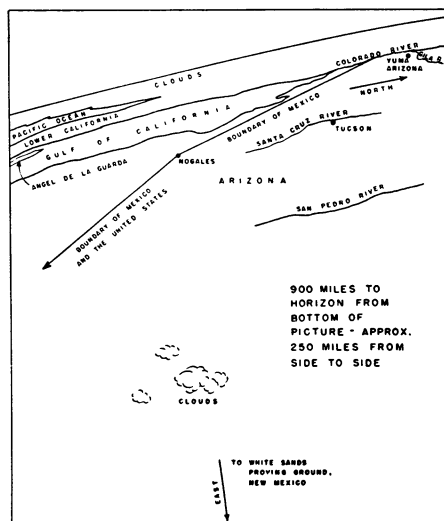 CLOUDS
COLORADO RIVER
YUMA
ARIZONA
NORTH
PACIFIC OCEAN
LOWER CALIFORNIA
GULF OF CALIFORNIA
BOUNDARY OF MEXICO
SANTA CRUZ RIVER
TUCSON
ANGEL DE LA GUARDA
NOGALES
ARIZONA
BOUNDARY OF MEXICO
AND THE UNITED STATES
SAN PEDRO RIVER
900 MILES TO
HORIZON FROM
BOTTOM OF
PICTURE - APPROX.
250 MILES FROM
SIDE TO SIDE
CLOUDS
TO WHITE SANDS
PROVING GROUND,
NEW MEXICO
EAST